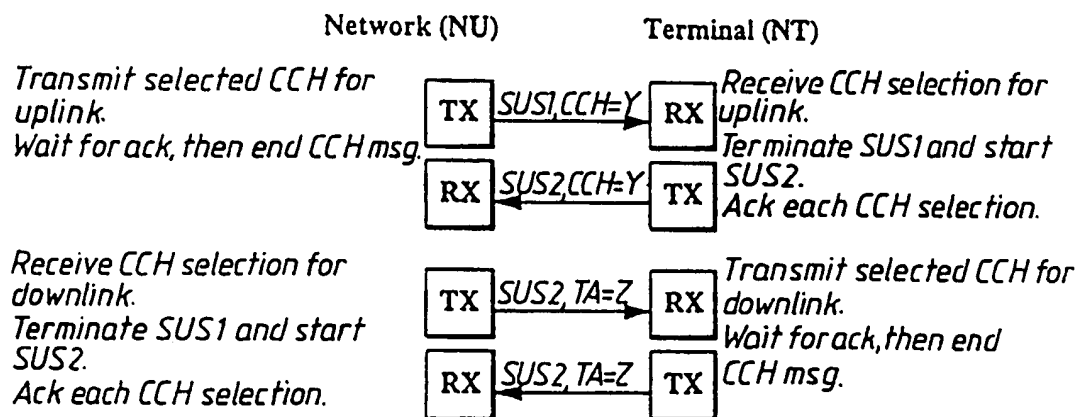 Network (NU)
Terminal (NT)
Transmit selected CCH for
uplink.
Wait for ack, then end CCH msg.
TX
SUS1,CCH=Y
RX
Receive CCH selection for
uplink.
Terminate SUS1 and start
SUS2.
Ack each CCH selection.
RX
SUS2,CCH=Y
TX
Receive CCH selection for
downlink.
Terminate SUS1 and start
SUS2.
Ack each CCH selection.
TX
SUS2, TA=Z
RX
Transmit selected CCH for
downlink.
Wait for ack, then end
CCH msg.
RX
SUS2, TA=Z
TX